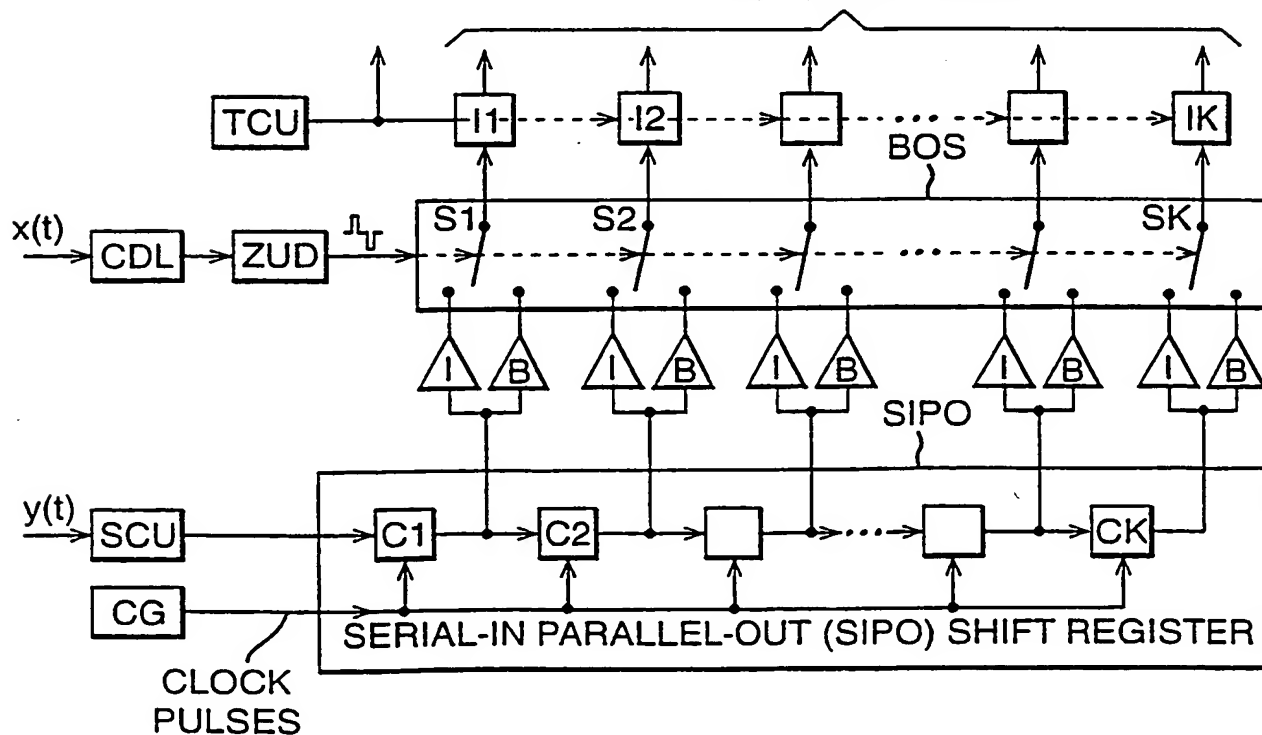 TCU I1 I2 IK
BOS
x(t) CDL ZUD S1 S2 SK
I B I B I B I B I B
SIPO
y(t) SCU C1 C2 CK
CG
SERIAL-IN PARALLEL-OUT (SIPO) SHIFT REGISTER
CLOCK
PULSES